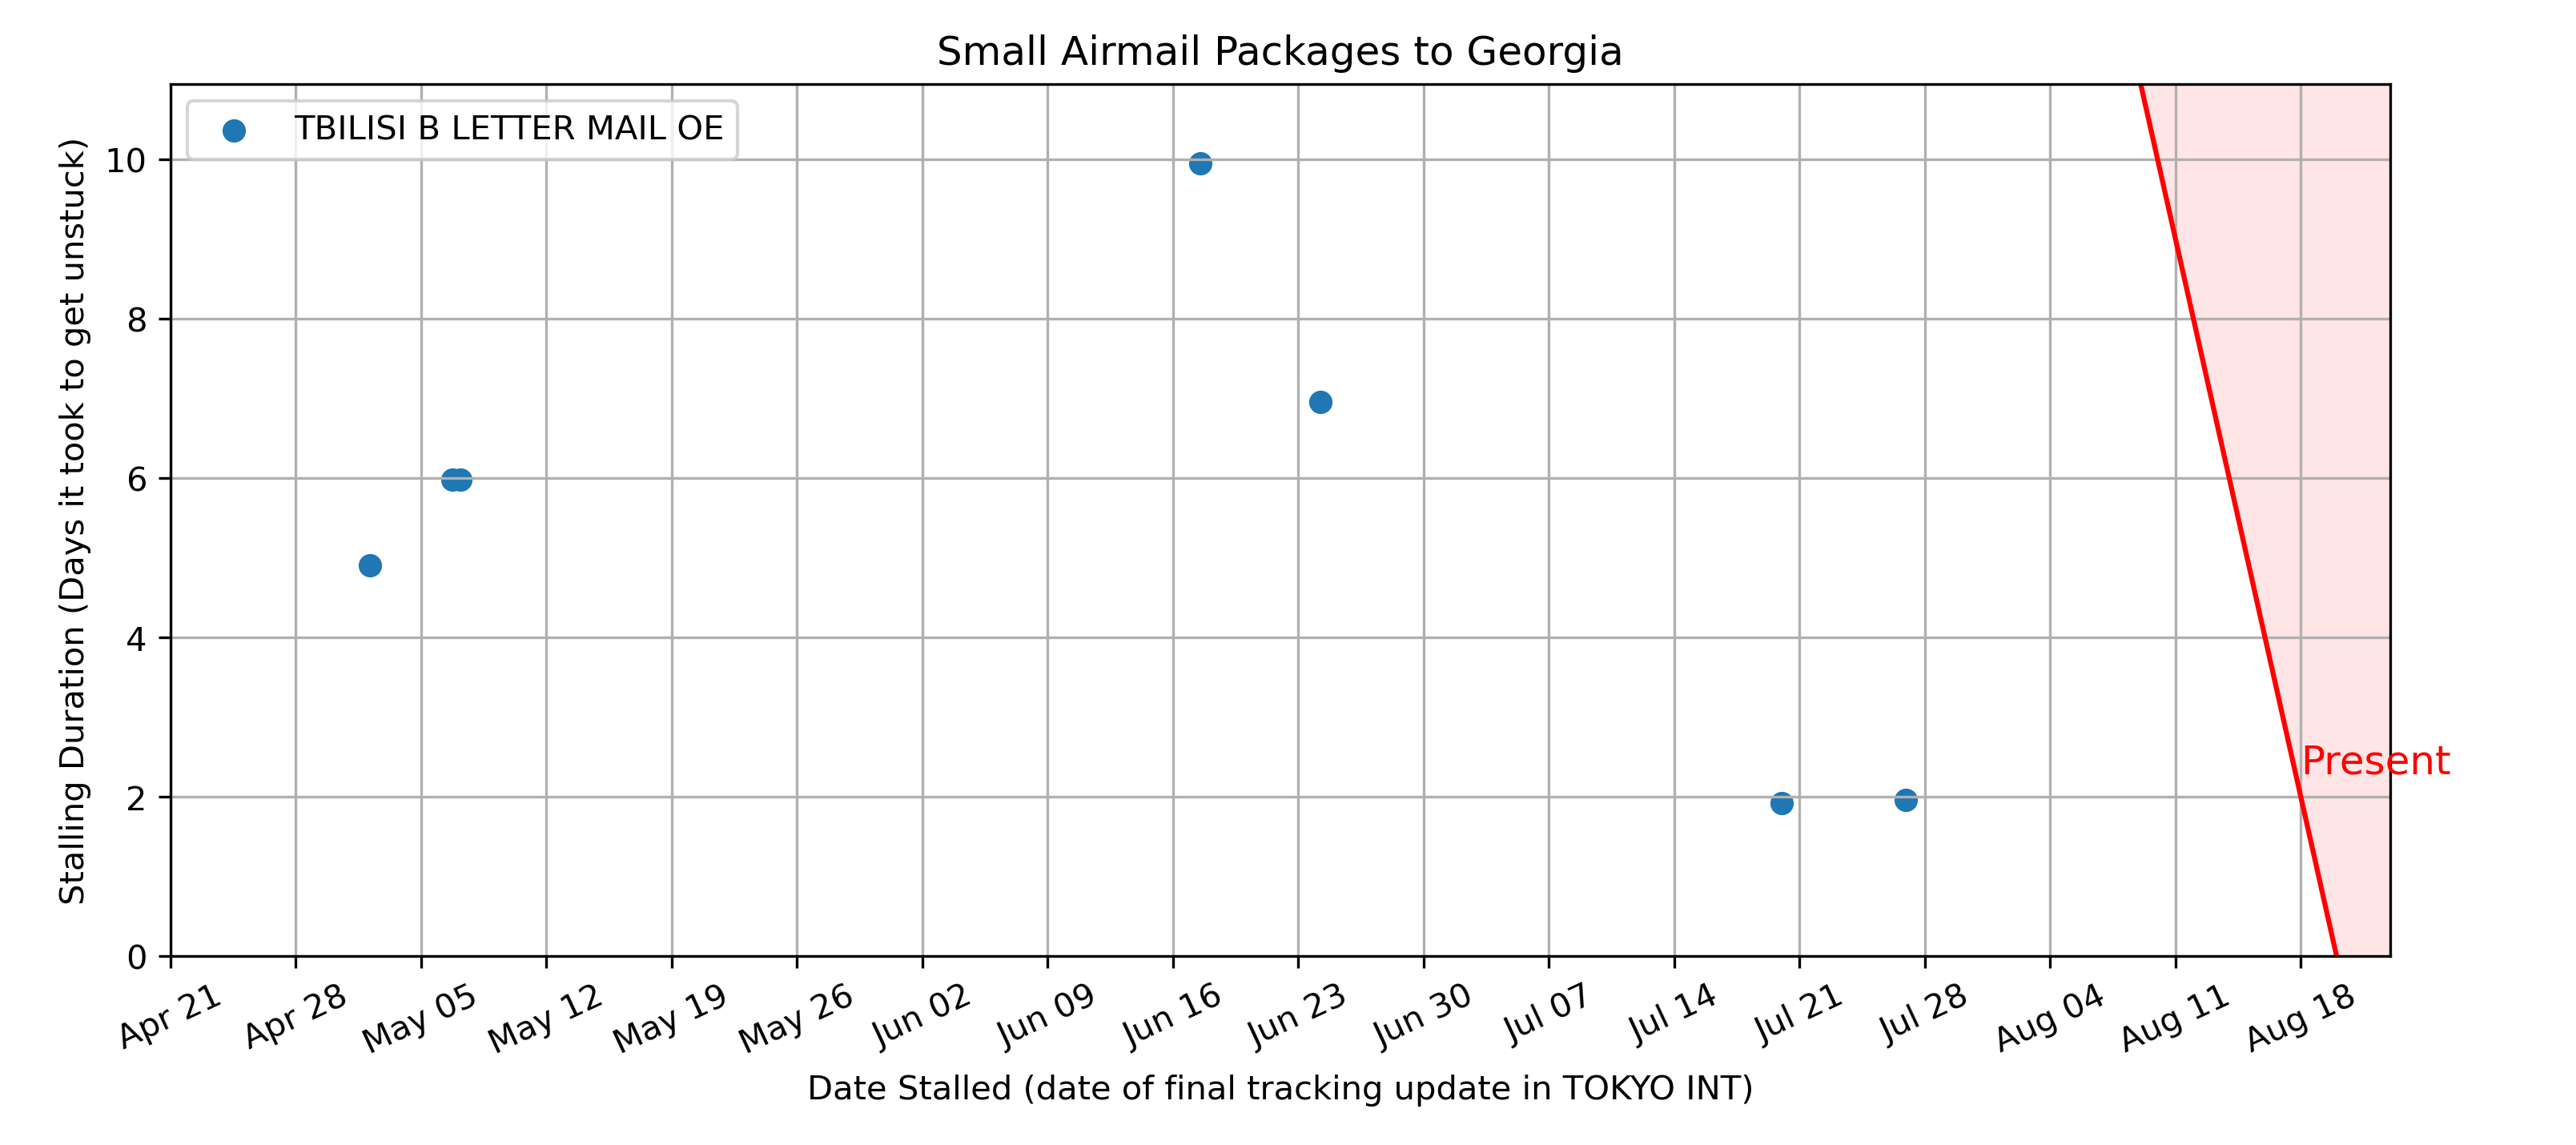 Small Airmail Packages to Georgia
TBILISI B LETTER MAIL OE
Stalling Duration (Days it took to get unstuck)
10
8
6
4
2
0
Present
Apr 21
Apr 28
May 05
May 12
May 19
May 26
Jun 02
Jun 09
Jun 16
Jun 23
Jun 30
Jul 07
Jul 14
Jul 21
Jul 28
Aug 04
Aug 11
Aug 18
Date Stalled (date of final tracking update in TOKYO INT)